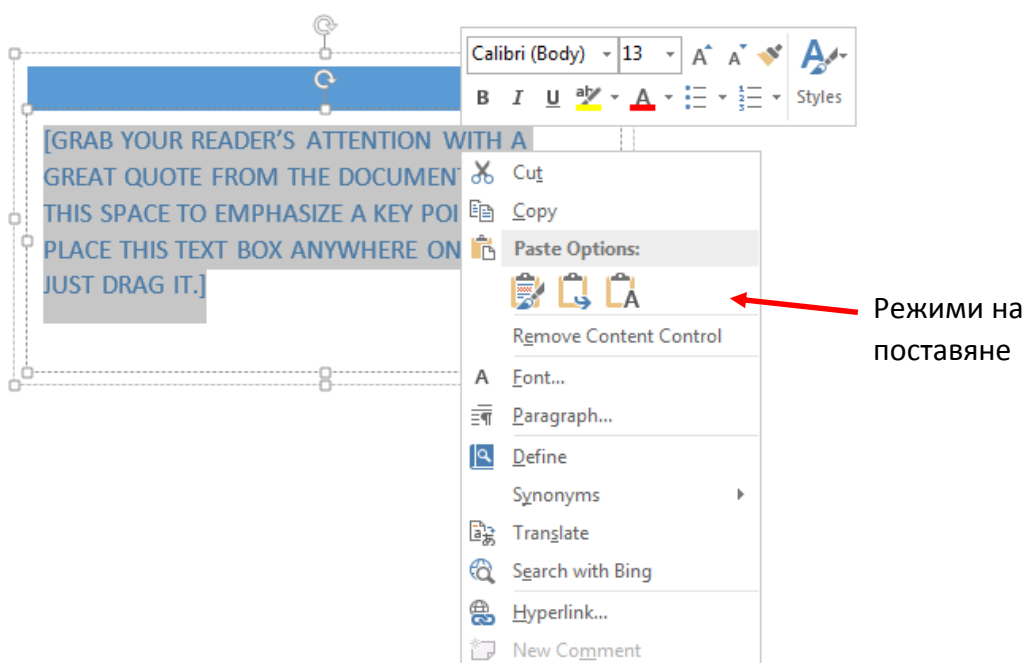 Calibri (Body) 13
B I U Styles
[GRAB YOUR READER’S ATTENTION WITH A
GREAT QUOTE FROM THE DOCUMENT
THIS SPACE TO EMPHASIZE A KEY POI
PLACE THIS TEXT BOX ANYWHERE ON
JUST DRAG IT.]
Cut
Copy
Paste Options:
Remove Content Control
Font...
Paragraph...
Define
Synonyms
Translate
Search with Bing
Hyperlink...
New Comment
Режими на
поставяне